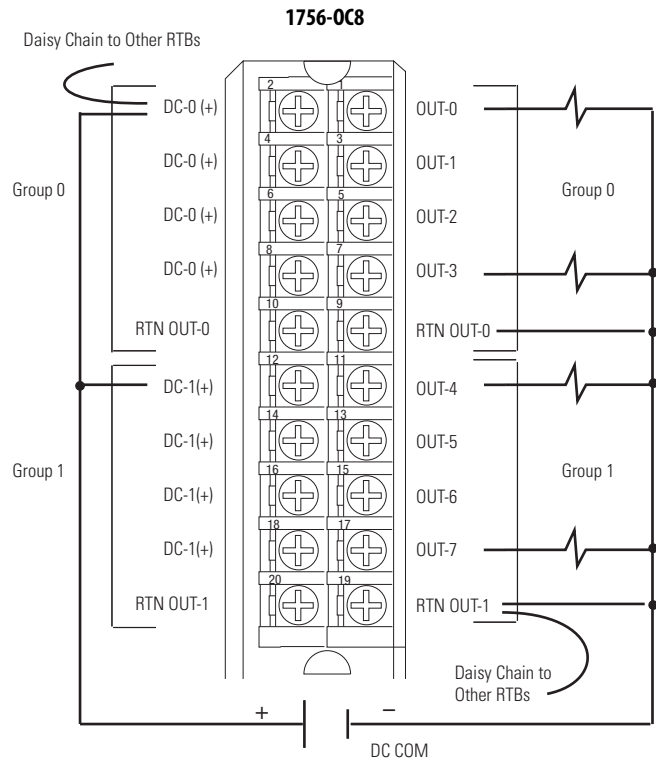 1756-OC8
Daisy Chain to Other RTBs
2 1
DC-0 (+) OUT-0
4 3
DC-0 (+) OUT-1
Group 0 Group 0
6 5
DC-0 (+) OUT-2
8 7
DC-0 (+) OUT-3
10 9
RTN OUT-0 RTN OUT-0
12 11
DC-1(+) OUT-4
14 13
DC-1(+) OUT-5
Group 1 Group 1
16 15
DC-1(+) OUT-6
18 17
DC-1(+) OUT-7
20 19
RTN OUT-1 RTN OUT-1
Daisy Chain to
Other RTBs
+ –
DC COM